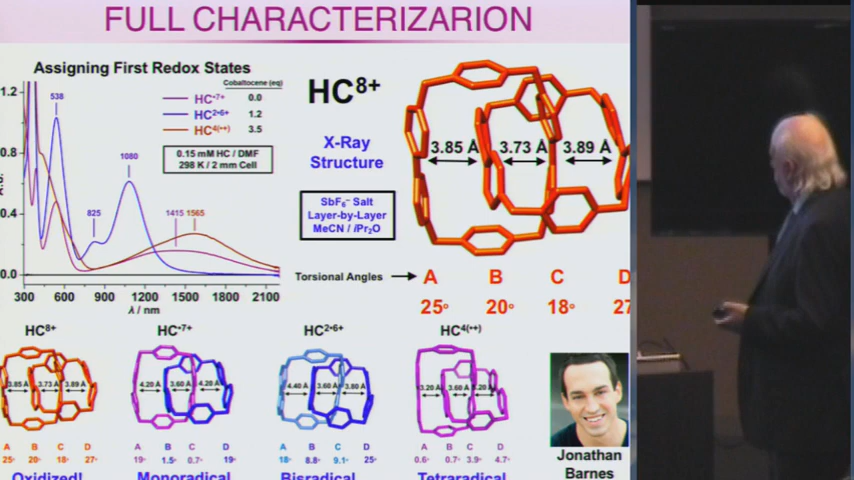 FULL CHARACTERIZARION
Assigning First Redox States
Cobaltocene (eq)
HC•7+ 0.0
HC2•6+ 1.2
HC4(•+) 3.5
0.15 mM HC / DMF
298 K / 2 mm Cell
1.2
0.8
0.4
0.0
538
825
1080
1415
1565
300 600 900 1200 1500 1800 2100
λ / nm
HC8+
X-Ray
Structure
SbF6– Salt
Layer-by-Layer
MeCN / iPr2O
3.85 Å 3.73 Å 3.89 Å
Torsional Angles A B C D
25° 20° 18° 27
HC8+ HC•7+ HC2•6+ HC4(•+)
3.85 Å 3.73 Å 3.89 Å
4.20 Å 3.60 Å 4.20 Å
4.40 Å 3.60 Å 3.80 Å
3.20 Å 3.60 Å 3.20 Å
A B C D A B C D A B C D A B C D
25° 20° 18° 27° 19° 1.5° 0.7° 19° 18° 8.8° 9.1° 25° 0.6° 0.7° 3.9° 4.7°
Oxidized! Monoradical Bisradical Tetraradical
Jonathan
Barnes